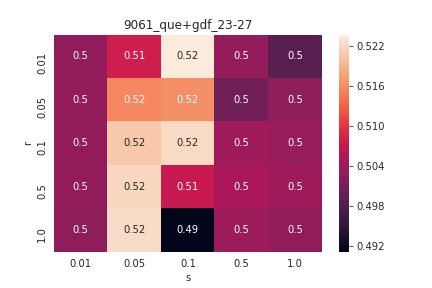 9061_que+gdf_23-27
0.01 0.5 0.51 0.52 0.5 0.5
0.05 0.5 0.52 0.52 0.5 0.5
0.1 0.5 0.52 0.52 0.5 0.5
0.5 0.5 0.52 0.51 0.5 0.5
1.0 0.5 0.52 0.49 0.5 0.5
r
0.01 0.05 0.1 0.5 1.0
s
0.522
0.516
0.510
0.504
0.498
0.492